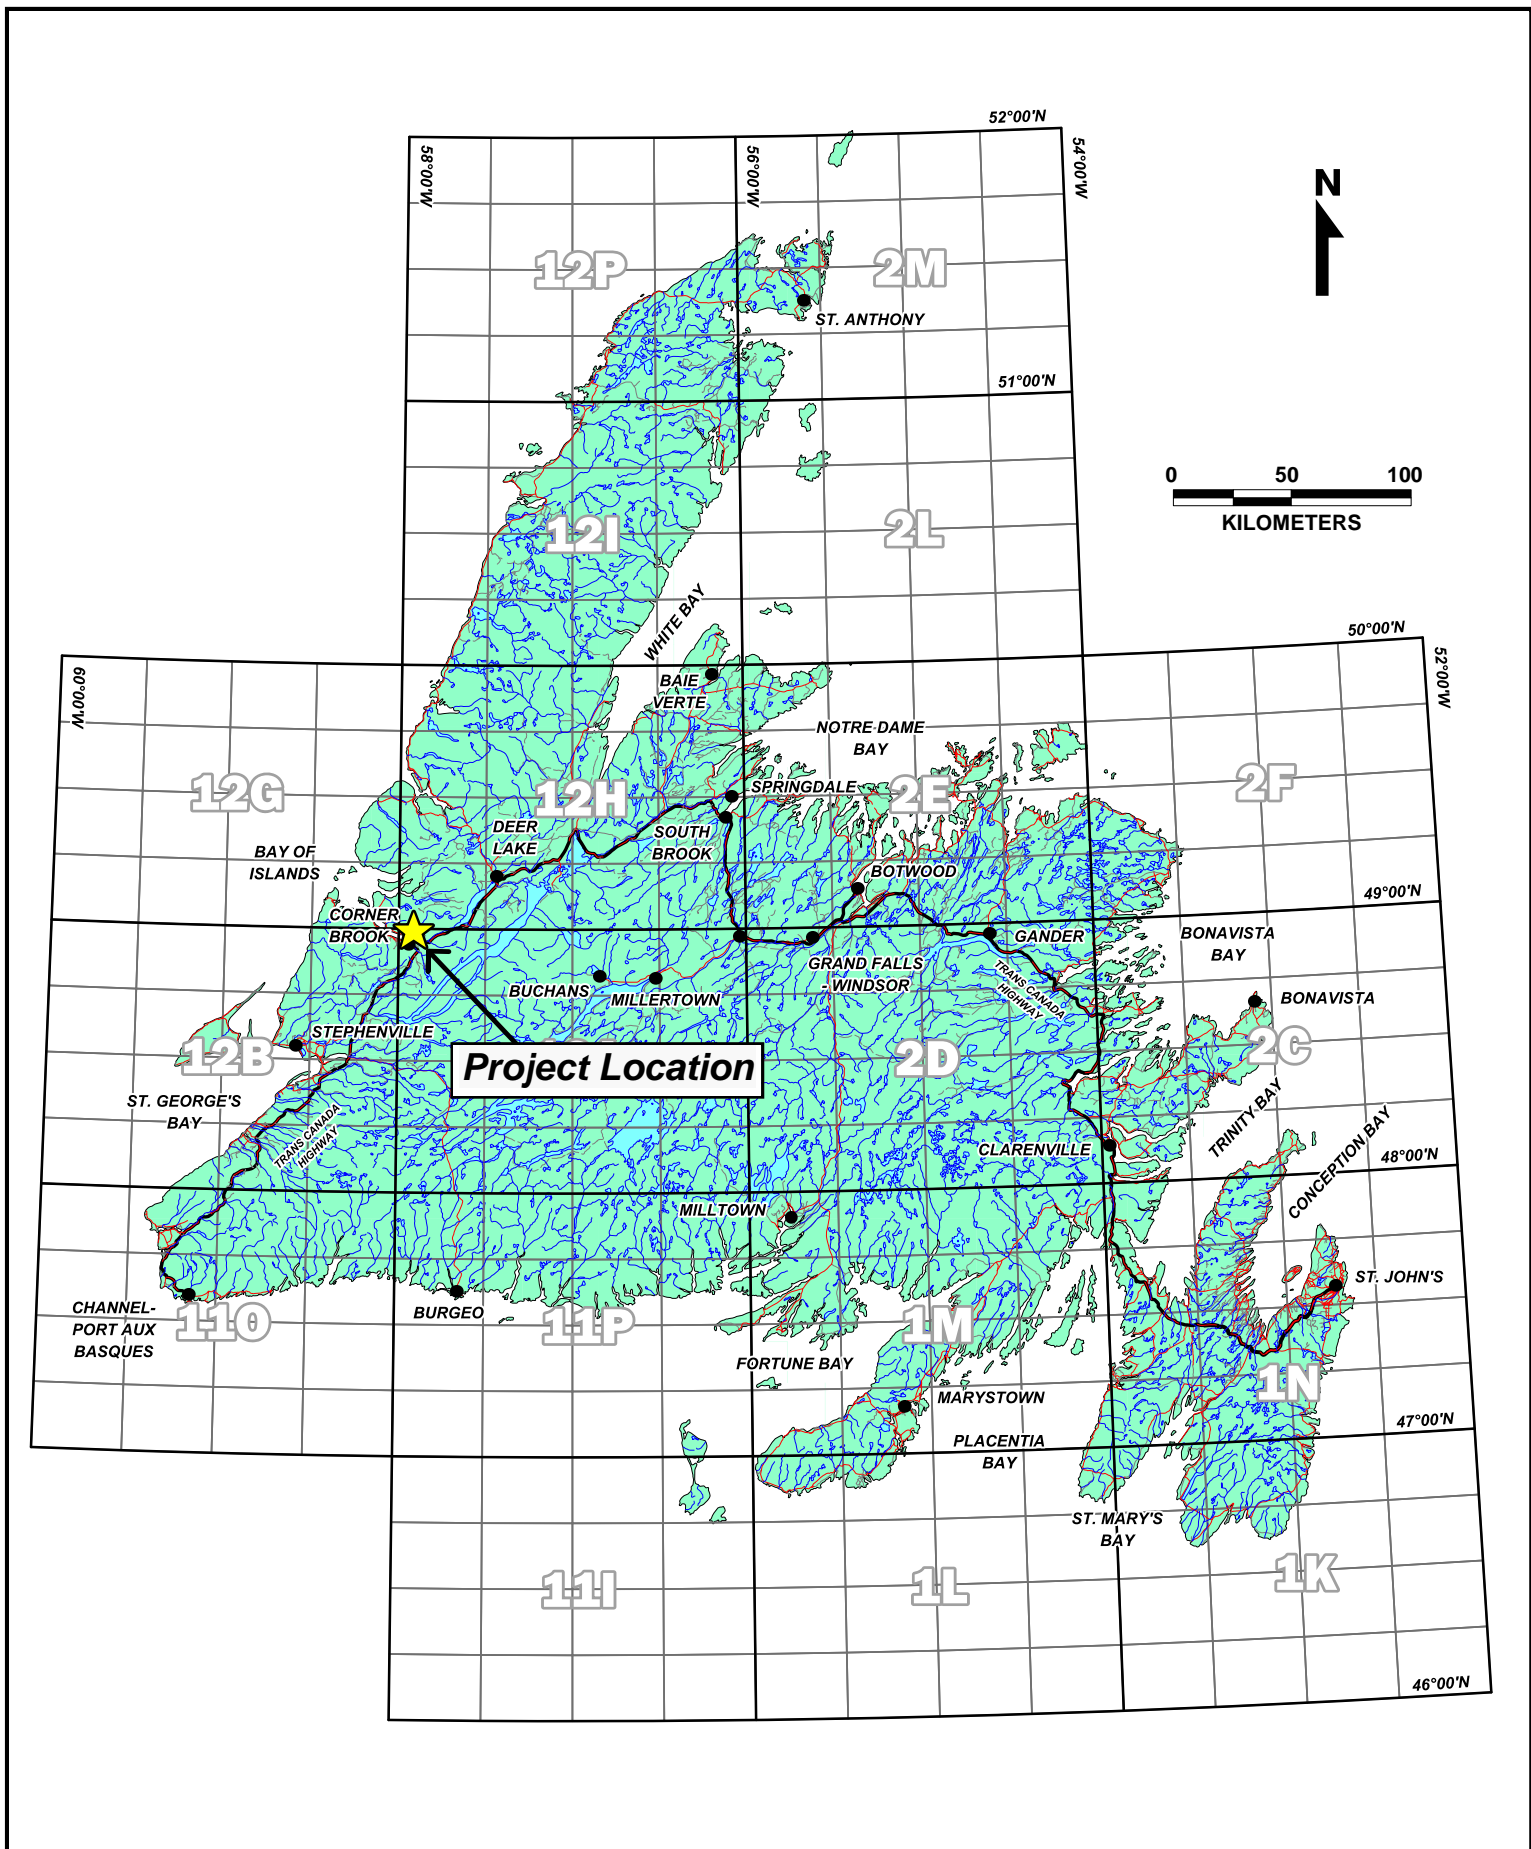 52°00'N
58°00'W
56°00'W
54°00'W
N
12P
2M
ST. ANTHONY
51°00'N
0 50 100
KILOMETERS
12I
2L
WHITE BAY
50°00'N
52°00'W
60°00'W
BAIE
VERTE
NOTRE DAME
BAY
12G
12H
2E
2F
SPRINGDALE
DEER
LAKE
SOUTH
BROOK
BAY OF
ISLANDS
BOTWOOD
49°00'N
CORNER
BROOK
GANDER
BONAVISTA
BAY
GRAND FALLS
- WINDSOR
TRANS CANADA
HIGHWAY
BUCHANS
MILLERTOWN
BONAVISTA
STEPHENVILLE
12B
2D
2C
Project Location
ST. GEORGE'S
BAY
TRANS CANADA
HIGHWAY
TRINITY BAY
CONCEPTION BAY
CLARENVILLE
48°00'N
MILLTOWN
ST. JOHN'S
CHANNEL-
PORT AUX
BASQUES
11O
BURGEO
11P
1M
FORTUNE BAY
1N
MARYSTOWN
47°00'N
PLACENTIA
BAY
ST. MARY'S
BAY
11I
1L
1K
46°00'N